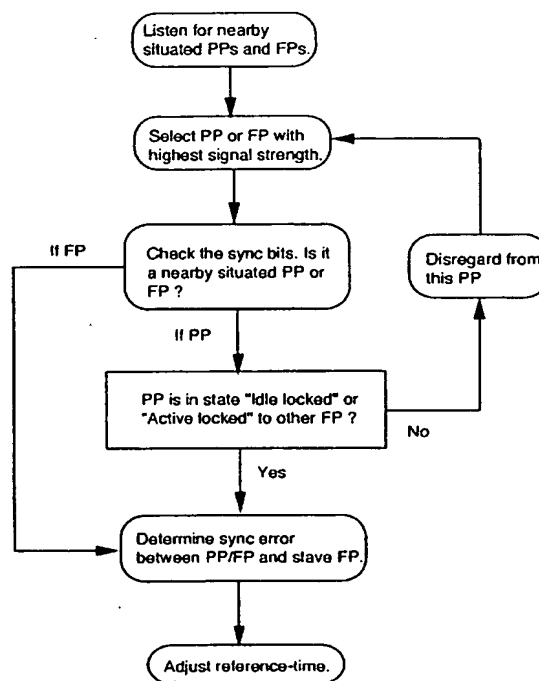 Listen for nearby
situated PPs and FPs.
Select PP or FP with
highest signal strength.
If FP
Check the sync bits. Is it
a nearby situated PP or
FP ?
Disregard from
this PP
If PP
PP is in state "Idle locked" or
"Active locked" to other FP ?
No
Yes
Determine sync error
between PP/FP and slave FP.
Adjust reference-time.